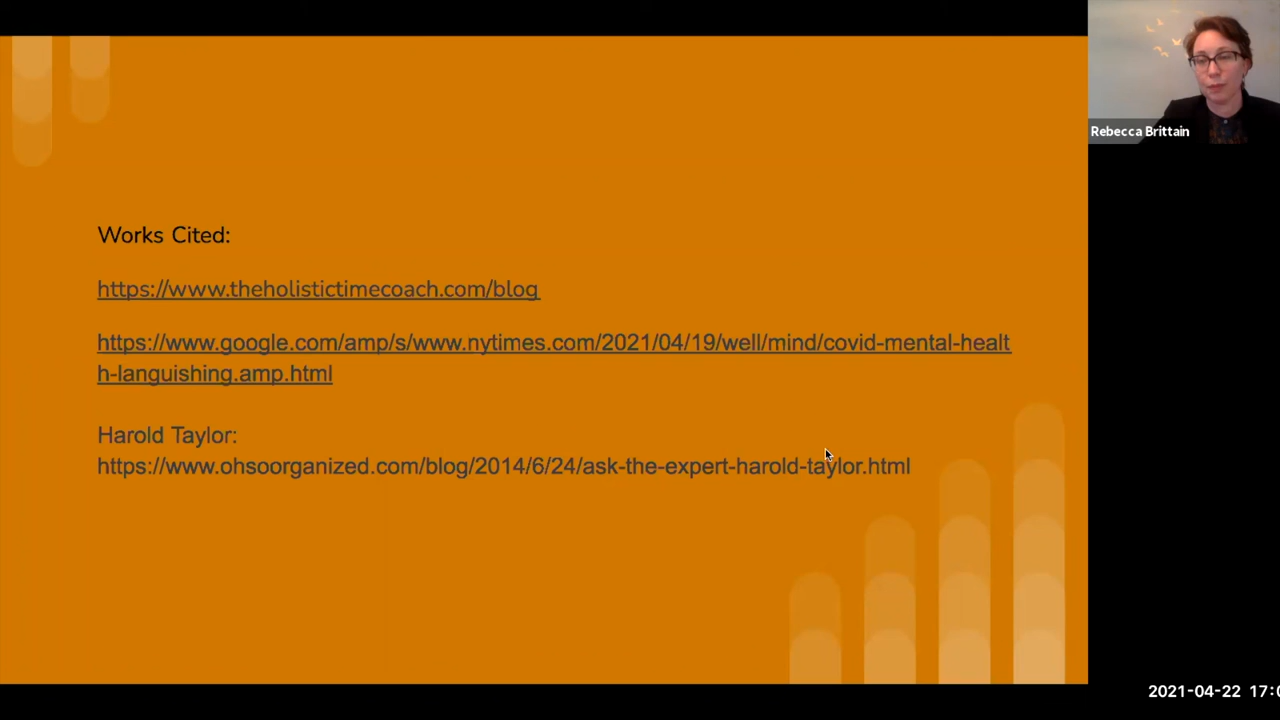 Rebecca Brittain
Works Cited:
https://www.theholistictimecoach.com/blog
https://www.google.com/amp/s/www.nytimes.com/2021/04/19/well/mind/covid-mental-healt
h-languishing.amp.html
Harold Taylor:
https://www.ohsoorganized.com/blog/2014/6/24/ask-the-expert-harold-taylor.html
2021-04-22 17:0